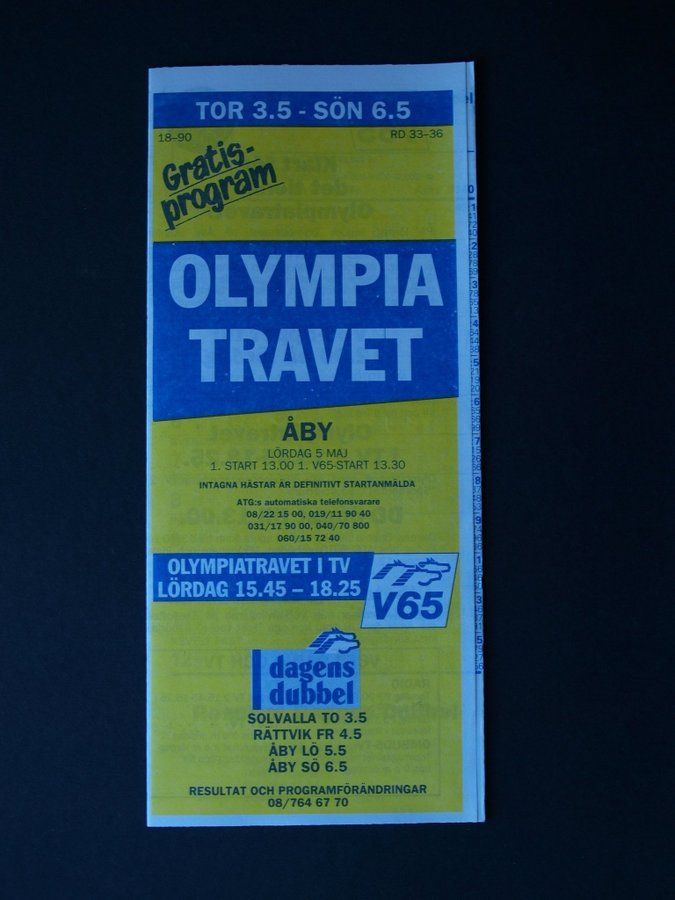 TOR 3.5 - SÖN 6.5
18–90 RD 33–36
Gratis-
program
OLYMPIA
TRAVET
ÅBY
LÖRDAG 5 MAJ
1. START 13.00 1. V65-START 13.30
INTAGNA HÄSTAR ÄR DEFINITIVT STARTANMÄLDA
ATG:s automatiska telefonsvarare
08/22 15 00, 019/11 90 40
031/17 90 00, 040/70 800
060/15 72 40
OLYMPIATRAVET I TV
LÖRDAG 15.45 – 18.25
V65
dagens
dubbel
SOLVALLA TO 3.5
RÄTTVIK FR 4.5
ÅBY LÖ 5.5
ÅBY SÖ 6.5
RESULTAT OCH PROGRAMFÖRÄNDRINGAR
08/764 67 70